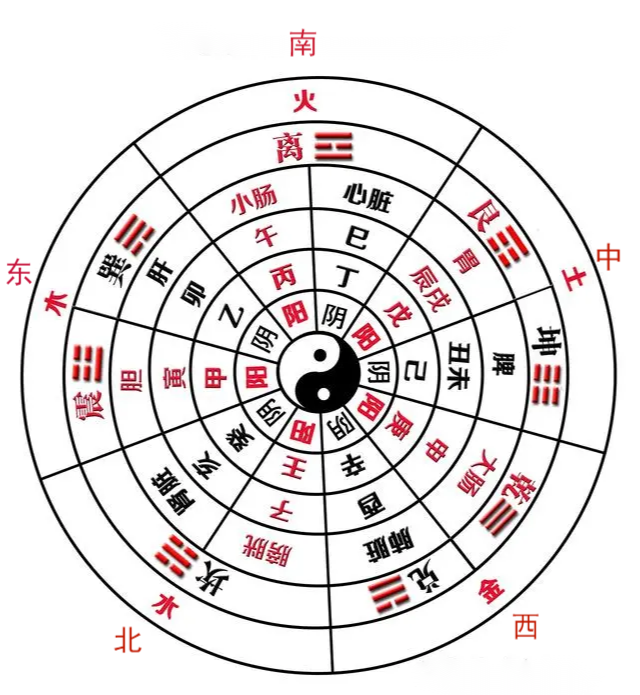 南
火
离
小肠
心脏
午
巳
丙
丁
阳
阴
中
土
艮
胃
辰戌
戊
阳
坤
脾
丑未
己
阴
西
金
乾
大肠
申
庚
阳
兑
肺脏
酉
辛
阴
北
水
坎
膀胱
子
壬
阳
肾脏
亥
癸
阴
东
木
震
胆
寅
甲
阳
巽
肝
卯
乙
阴